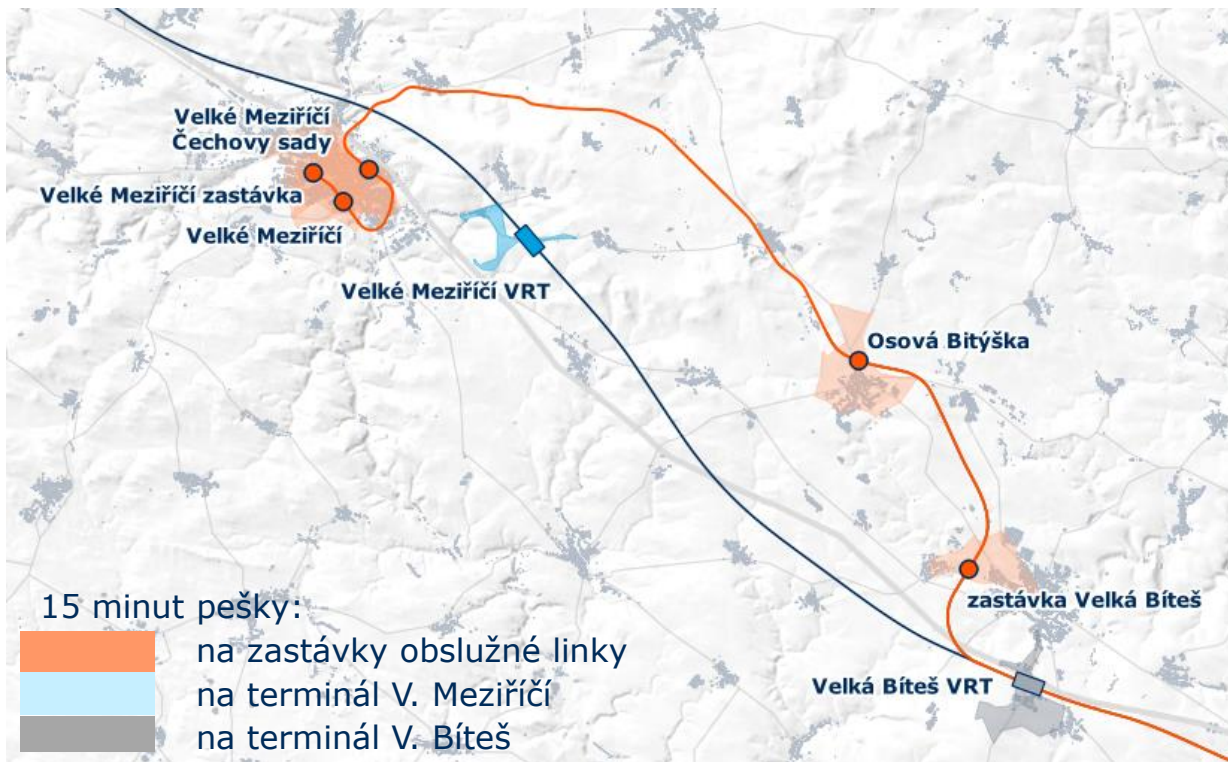 Velké Meziříčí
Čechovy sady
Velké Meziříčí zastávka
Velké Meziříčí
Velké Meziříčí VRT
Osová Bitýška
zastávka Velká Bíteš
Velká Bíteš VRT
15 minut pešky:
na zastávky obslužné linky
na terminál V. Meziříčí
na terminál V. Bíteš